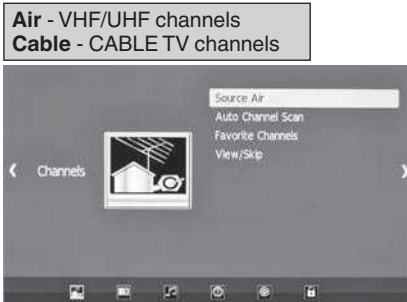 Air - VHF/UHF channels
Cable - CABLE TV channels
Source Air
Auto Channel Scan
Favorite Channels
View/Skip
Channels